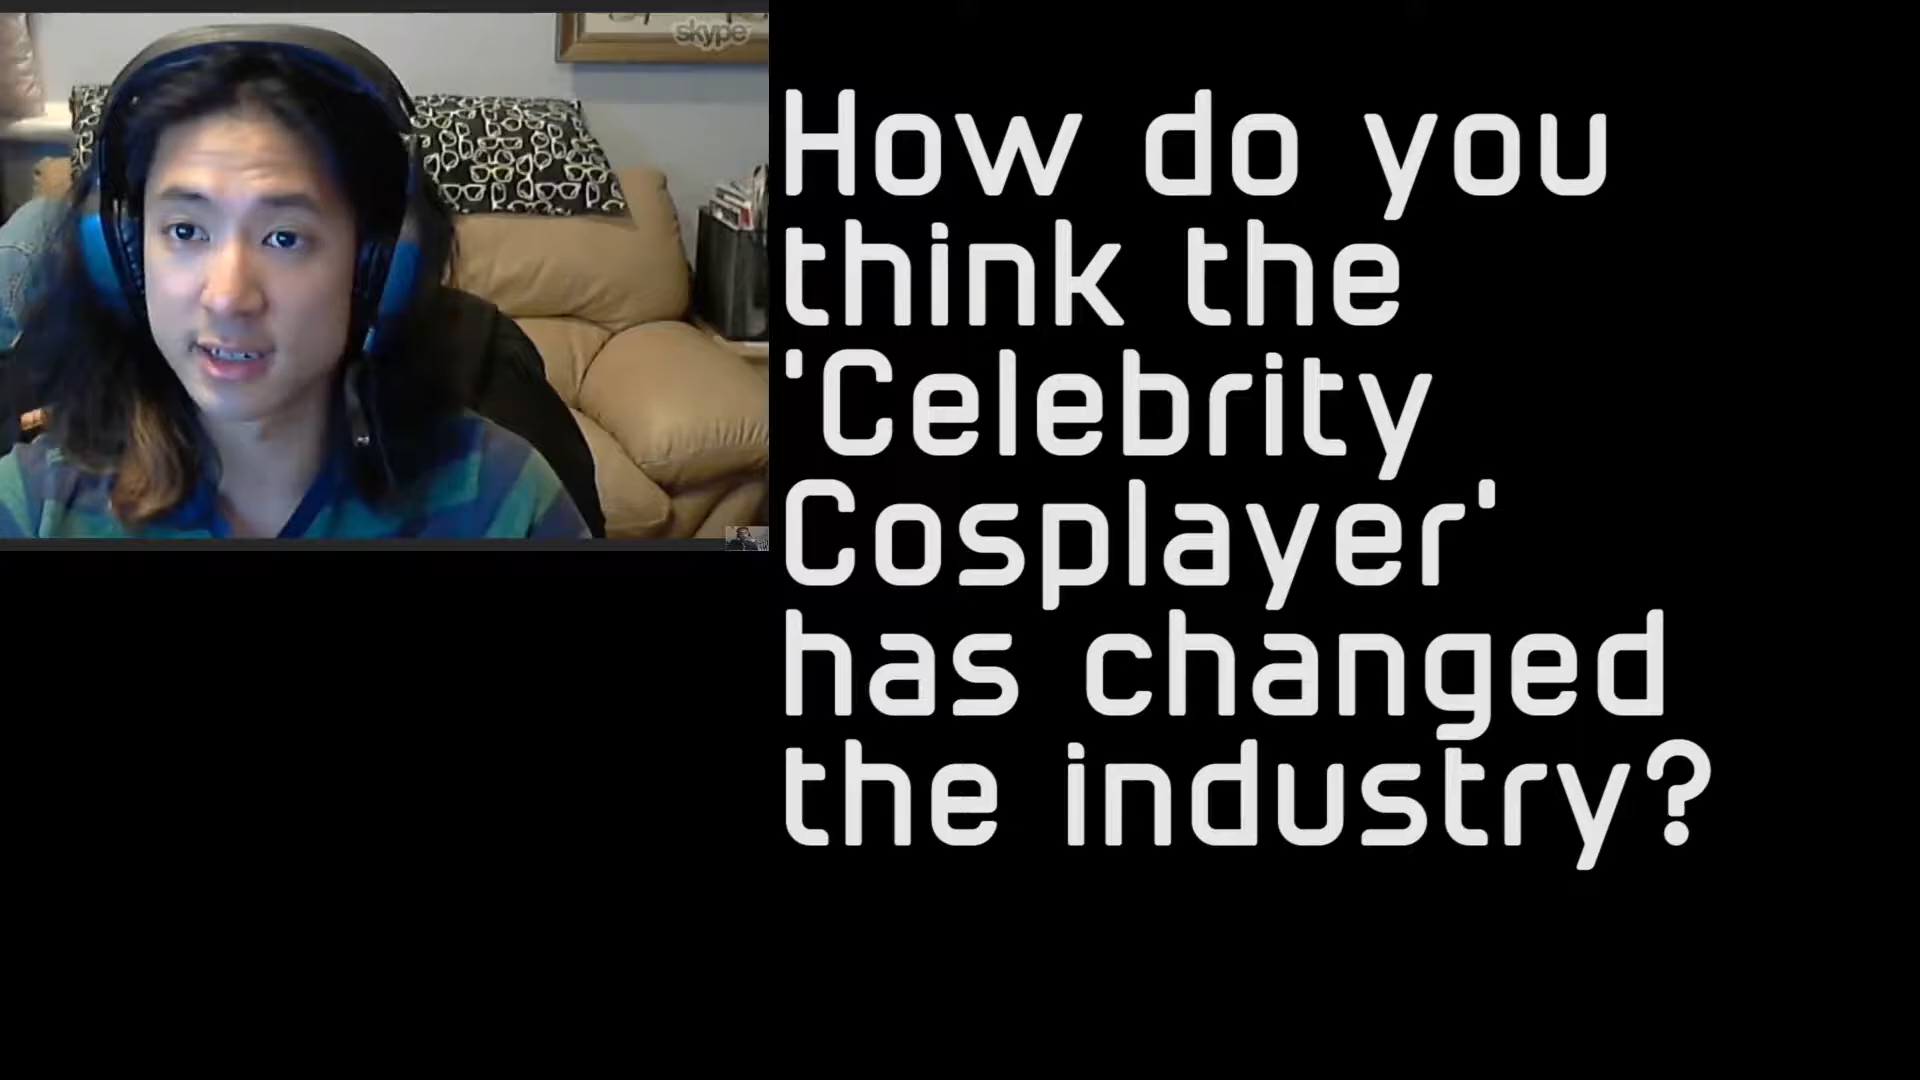 skype
How do you
think the
'Celebrity
Cosplayer'
has changed
the industry?